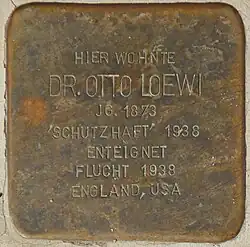 HIER WOHNTE
DR. OTTO LOEWI
JG. 1873
'SCHUTZHAFT' 1938
ENTEIGNET
FLUCHT 1938
ENGLAND, USA